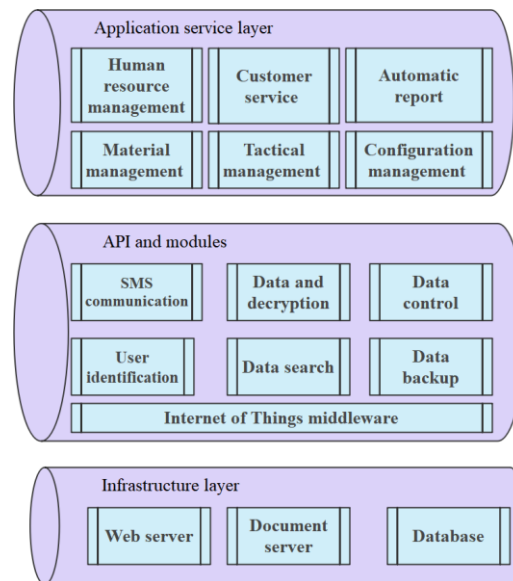 Application service layer
Human
resource
management
Customer
service
Automatic
report
Material
management
Tactical
management
Configuration
management
API and modules
SMS
communication
Data and
decryption
Data
control
User
identification
Data search
Data
backup
Internet of Things middleware
Infrastructure layer
Web server
Document
server
Database